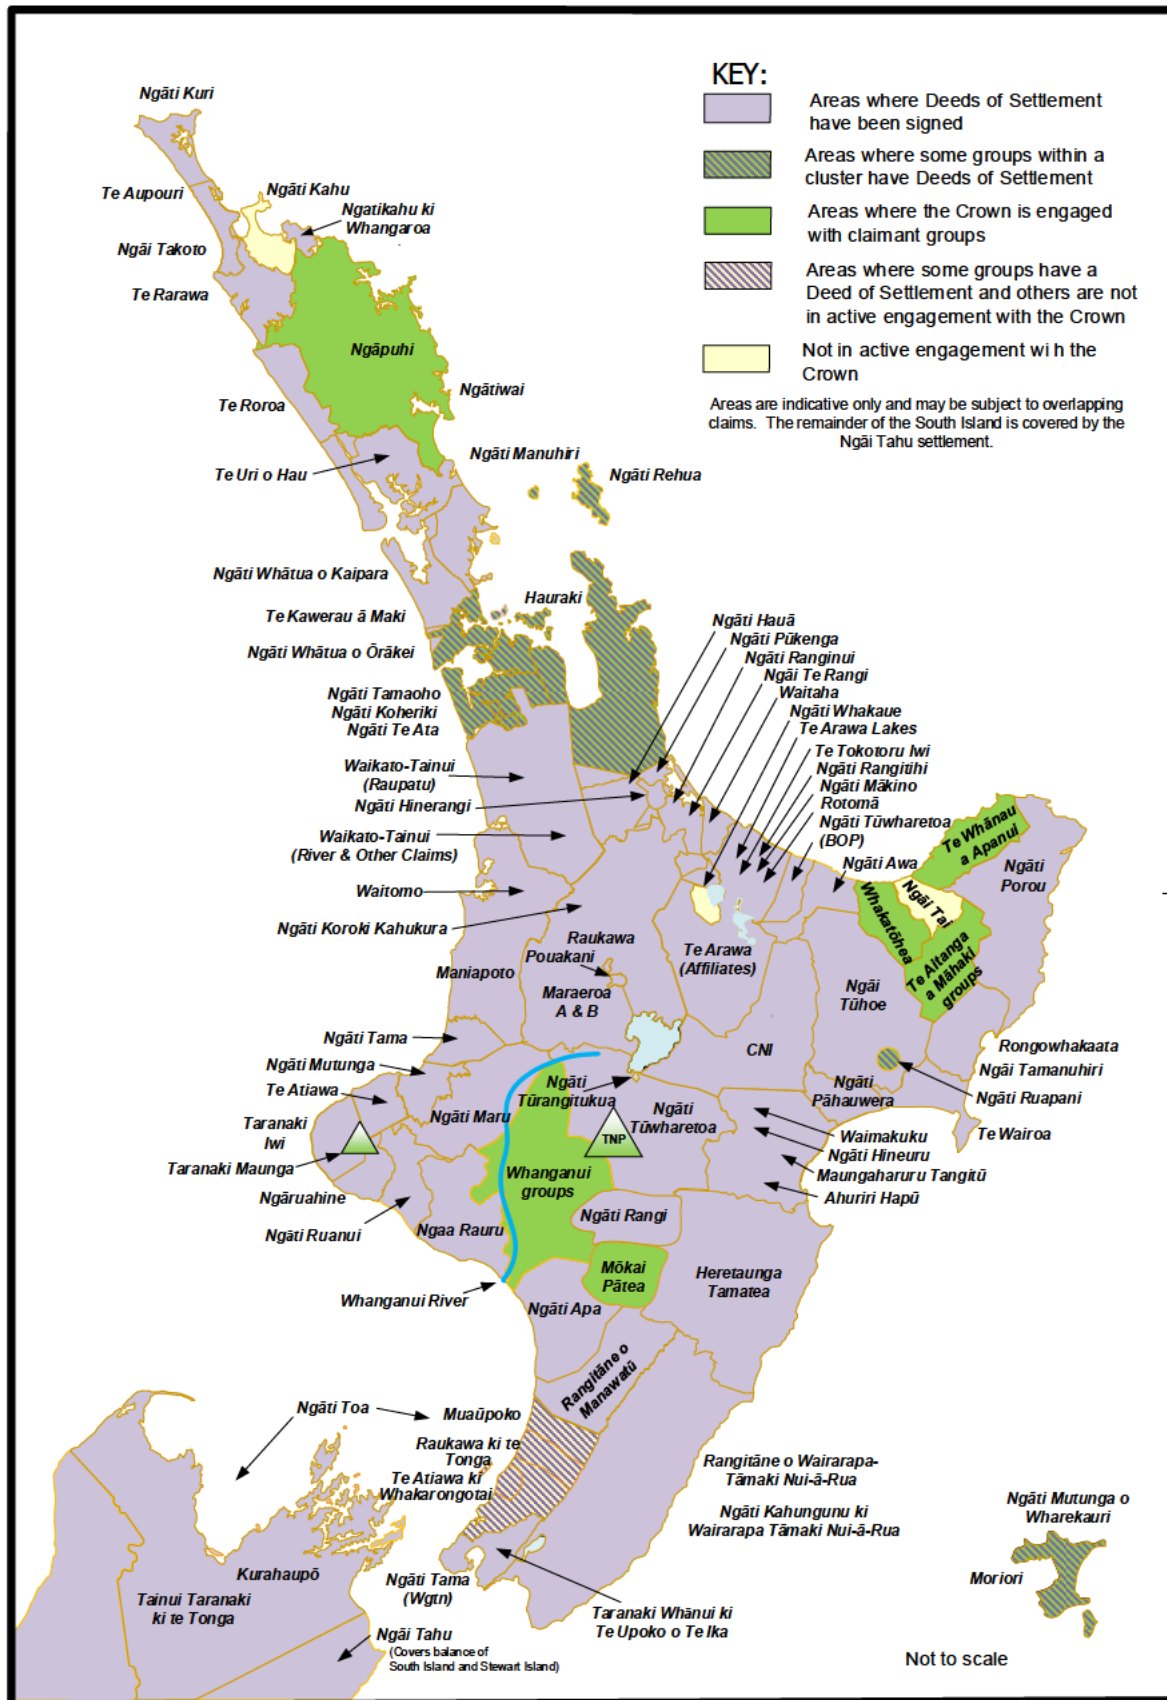 KEY:
Areas where Deeds of Settlement
have been signed
Areas where some groups within a
cluster have Deeds of Settlement
Areas where the Crown is engaged
with claimant groups
Areas where some groups have a
Deed of Settlement and others are not
in active engagement with the Crown
Not in active engagement wi h the
Crown
Areas are indicative only and may be subject to overlapping
claims. The remainder of the South Island is covered by the
Ngāi Tahu settlement.
Ngāti Kuri
Te Aupouri
Ngāti Kahu
Ngatikahu ki
Whangaroa
Ngāi Takoto
Te Rarawa
Ngāpuhi
Ngātiwai
Te Roroa
Ngāti Manuhiri
Te Uri o Hau
Ngāti Rehua
Ngāti Whātua o Kaipara
Hauraki
Te Kawerau ā Maki
Ngāti Whātua o Ōrākei
Ngāti Tamaoho
Ngāti Koheriki
Ngāti Te Ata
Ngāti Hauā
Ngāti Pūkenga
Ngāti Ranginui
Ngāi Te Rangi
Waitaha
Ngāti Whakaue
Te Arawa Lakes
Te Tokotoru Iwi
Ngāti Rangitihi
Ngāti Mākino
Rotomā
Ngāti Tūwharetoa
(BOP)
Ngāti Awa
Waikato-Tainui
(Raupatu)
Ngāti Hinerangi
Waikato-Tainui
(River & Other Claims)
Waitomo
Ngāti Koroki Kahukura
Te Whānau
a Apanui
Ngāti
Porou
Ngāi Tai
Whakatōhea
Te Aitanga
a Māhaki
groups
Raukawa
Pouakani
Maniapoto
Maraeroa
A & B
Te Arawa
(Affiliates)
Ngāi
Tūhoe
CNI
Ngāti Tama
Ngāti Mutunga
Te Atiawa
Taranaki
Iwi
Taranaki Maunga
Ngāruahine
Ngāti Ruanui
Ngāti Maru
Ngāti
Tūrangitukua
Ngāti
Tūwharetoa
TNP
Whanganui
groups
Ngaa Rauru
Ngāti Rangi
Rongowhakaata
Ngāi Tamanuhiri
Ngāti Ruapani
Ngāti
Pāhauwera
Te Wairoa
Waimakuku
Ngāti Hineuru
Maungaharuru Tangitū
Ahuriri Hapū
Whanganui River
Mōkai
Pātea
Heretaunga
Tamatea
Ngāti Apa
Rangitāne o
Manawatū
Ngāti Toa
Muaūpoko
Raukawa ki te
Tonga
Te Atiawa ki
Whakarongotai
Rangitāne o Wairarapa-
Tāmaki Nui-ā-Rua
Ngāti Kahungunu ki
Wairarapa Tāmaki Nui-ā-Rua
Ngāti Mutunga o
Wharekauri
Moriori
Kurahaupō
Tainui Taranaki
ki te Tonga
Ngāti Tama
(Wgtn)
Taranaki Whānui ki
Te Upoko o Te Ika
Ngāi Tahu
(Covers balance of
South Island and Stewart Island)
Not to scale